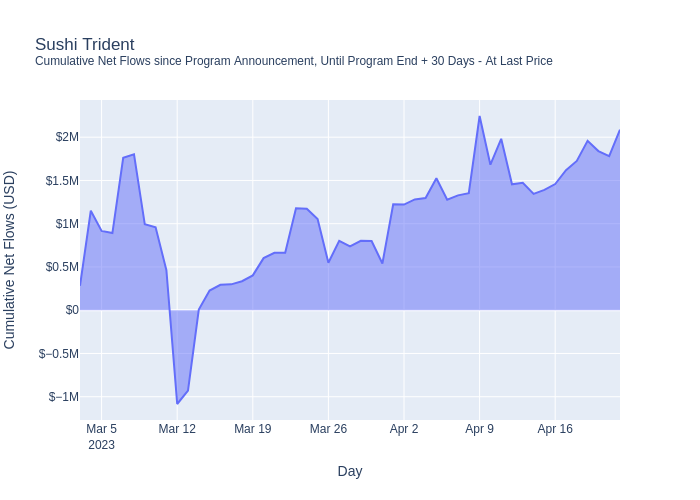 Sushi Trident
Cumulative Net Flows since Program Announcement, Until Program End + 30 Days - At Last Price
Cumulative Net Flows (USD)
$2M
$1.5M
$1M
$0.5M
$0
$−0.5M
$−1M
Mar 5
2023
Mar 12
Mar 19
Mar 26
Apr 2
Apr 9
Apr 16
Day